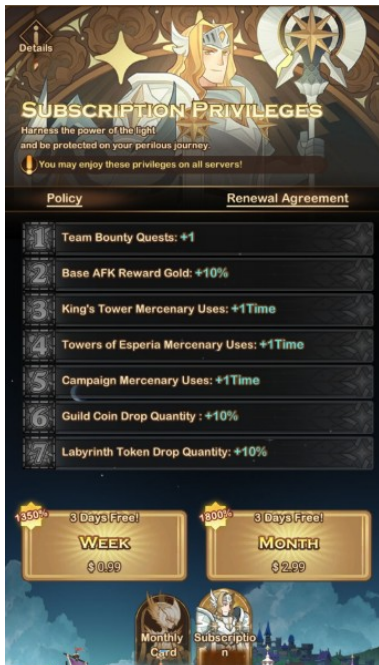 Details
SUBSCRIPTION PRIVILEGES
Harness the power of the light
and be protected on your perilous journey.
You may enjoy these privileges on all servers!
Policy
Renewal Agreement
1 Team Bounty Quests: +1
2 Base AFK Reward Gold: +10%
3 King's Tower Mercenary Uses: +1Time
4 Towers of Esperia Mercenary Uses: +1Time
5 Campaign Mercenary Uses: +1Time
6 Guild Coin Drop Quantity : +10%
7 Labyrinth Token Drop Quantity: +10%
1350%
3 Days Free!
WEEK
$ 0.99
1800%
3 Days Free!
MONTH
$ 2.99
Monthly
Card
Subscriptio
n